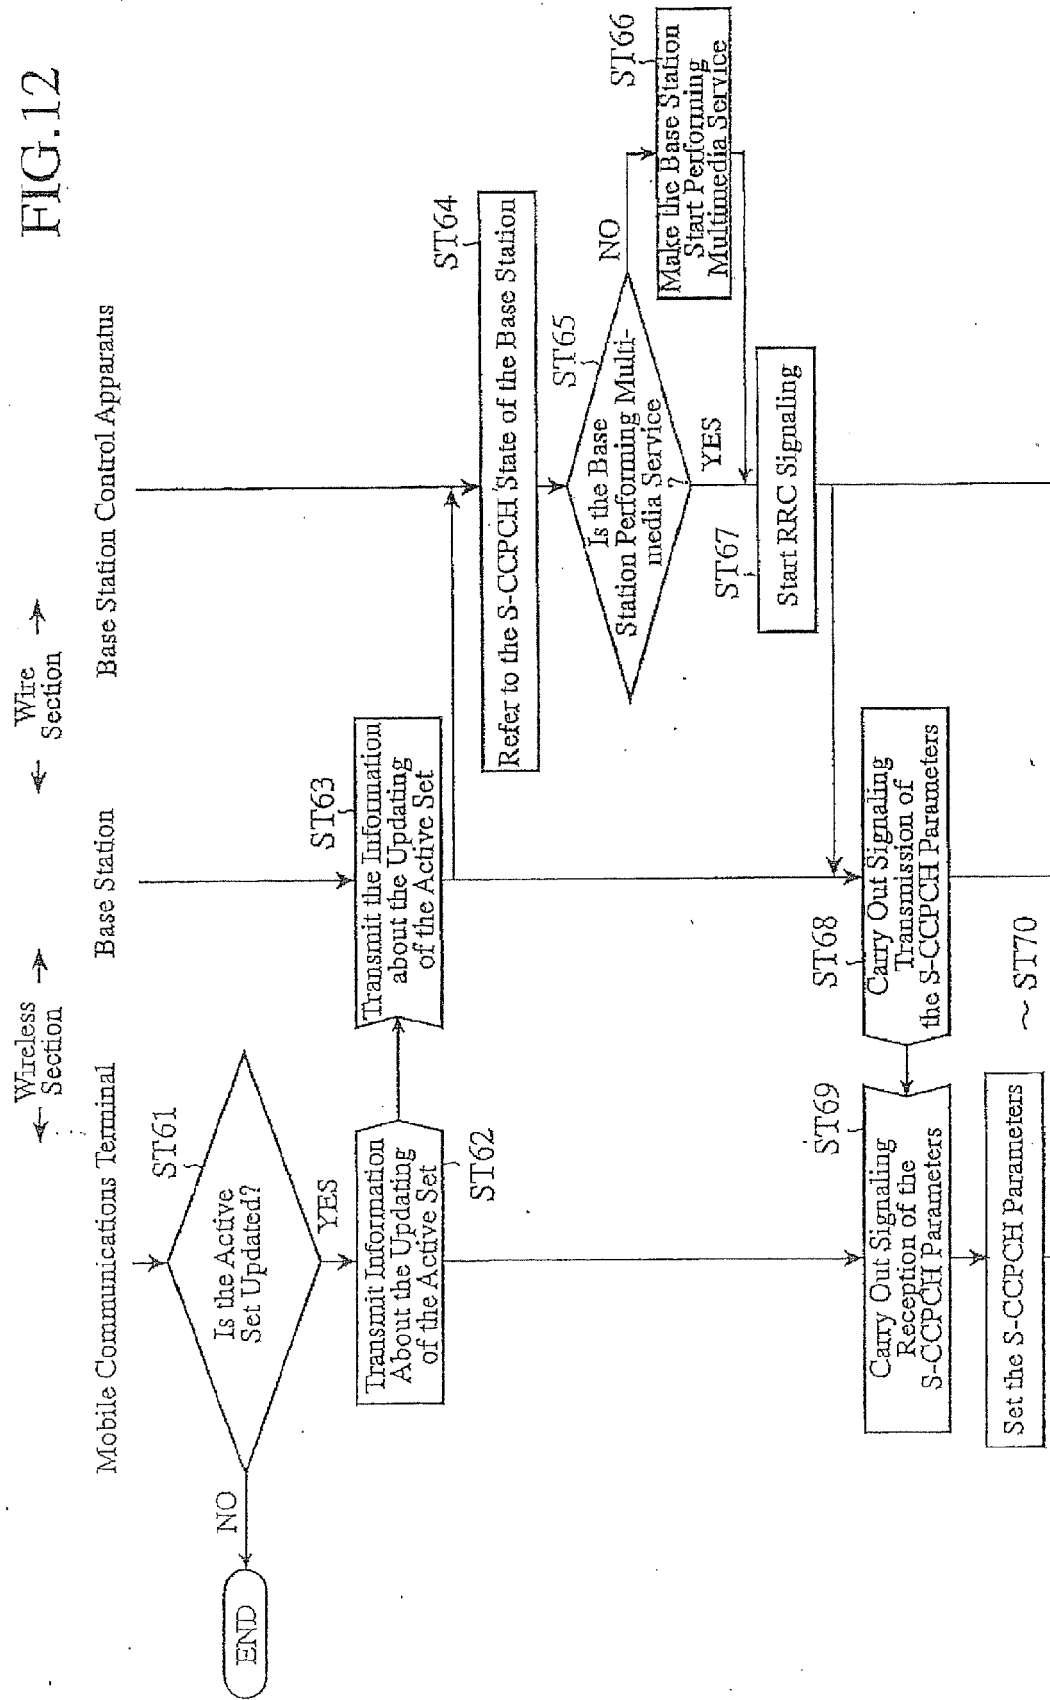 FIG.12
← Wireless →
Section
← Wire →
Section
Mobile Communications Terminal
Base Station
Base Station Control Apparatus
ST61
Is the Active
Set Updated?
NO
END
YES
Transmit Information
About the Updating
of the Active Set
ST62
ST63
Transmit the Information
about the Updating
of the Active Set
ST64
Refer to the S-CCPCH State of the Base Station
ST65
Is the Base
Station Performing Multi-
media Service
?
NO
YES
ST66
Make the Base Station
Start Performing
Multimedia Service
ST67
Start RRC Signaling
ST68
Carry Out Signaling
Transmission of
the S-CCPCH Parameters
ST69
Carry Out Signaling
Reception of the
S-CCPCH Parameters
Set the S-CCPCH Parameters
~ ST70